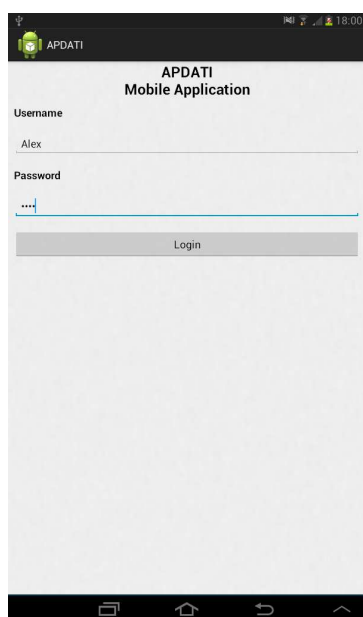 18:00
APDATI
APDATI
Mobile Application
Username
Alex
Password
....
Login